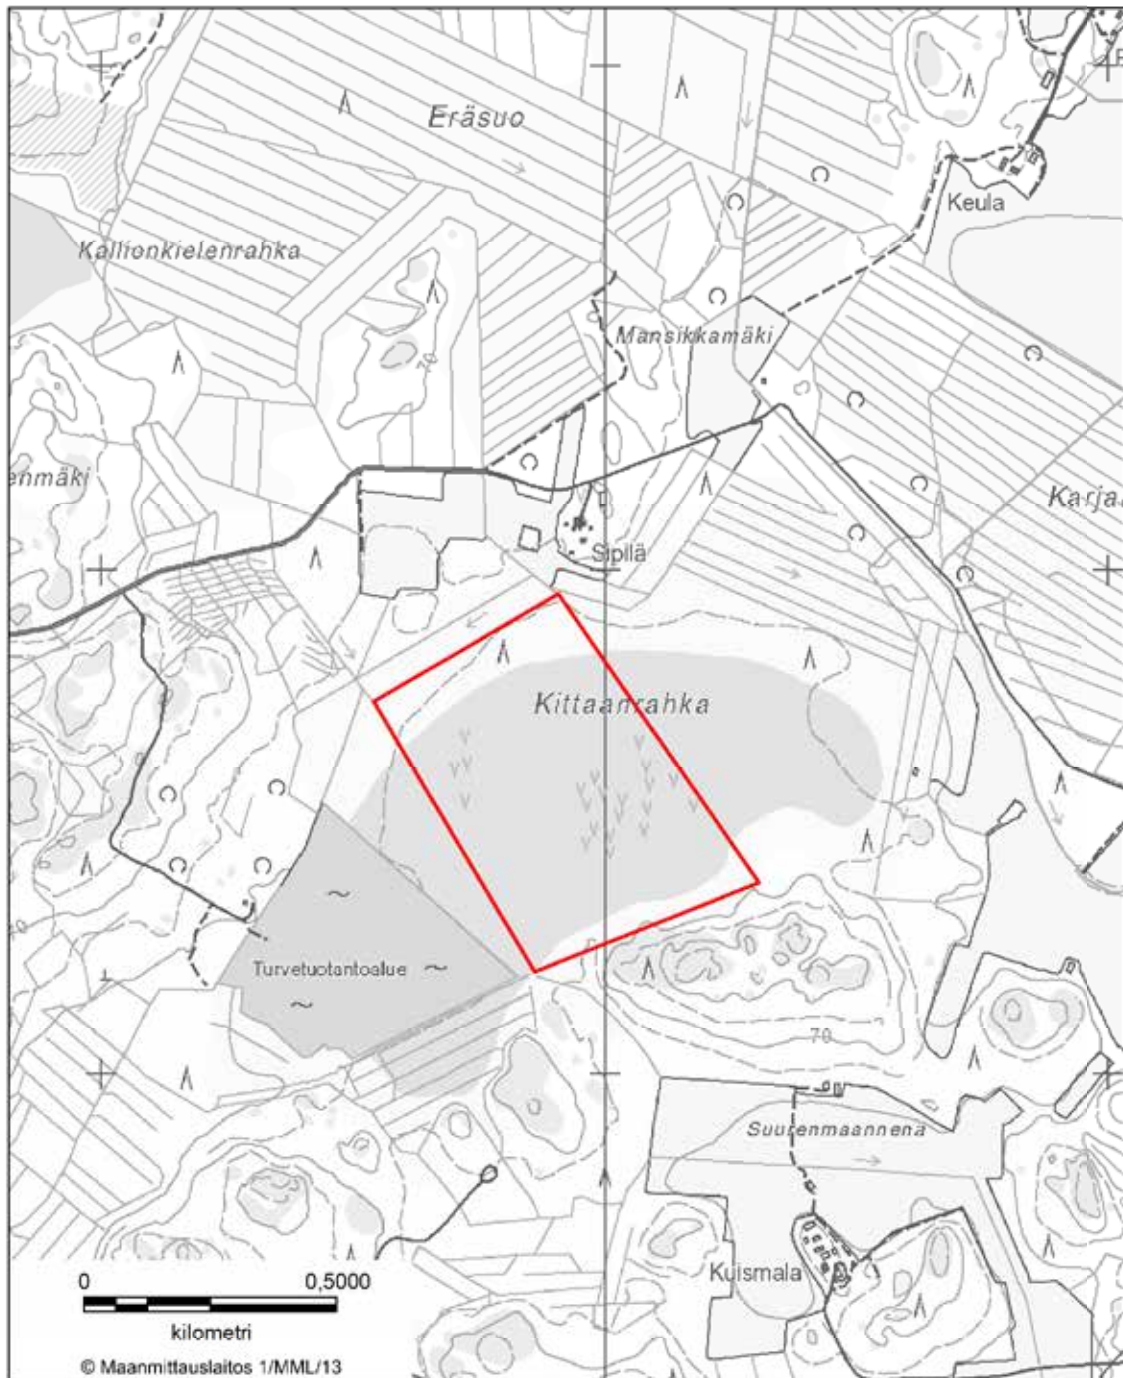 Eräsuo
Keula
Kallionkielenrahka
Mansikkamäki
70
enmäki
Karja
Sipilä
Kittaanrahka
Turvetuotantoalue
70
Suurenmaannena
Kuismala
0 0,5000
kilometri
© Maanmittauslaitos 1/MML/13